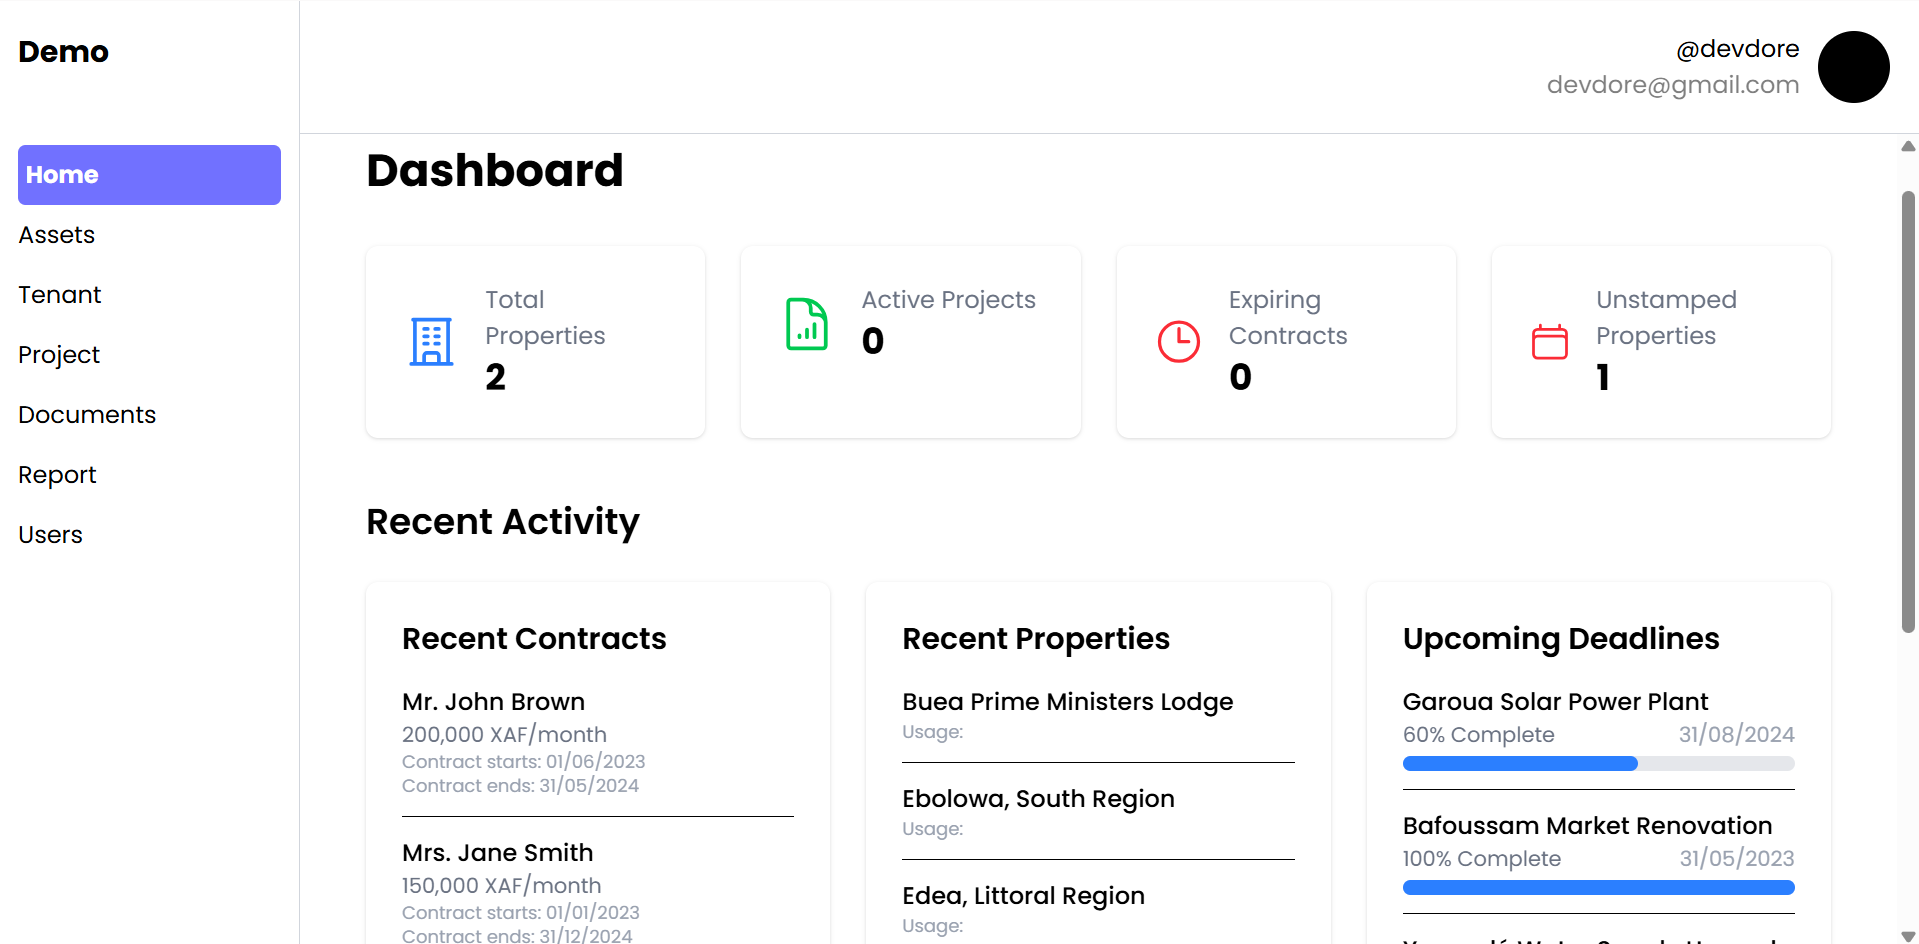 Demo
@devdore
devdore@gmail.com
Home
Assets
Tenant
Project
Documents
Report
Users
Dashboard
Total
Properties
2
Active Projects
0
Expiring
Contracts
0
Unstamped
Properties
1
Recent Activity
Recent Contracts
Mr. John Brown
200,000 XAF/month
Contract starts: 01/06/2023
Contract ends: 31/05/2024
Mrs. Jane Smith
150,000 XAF/month
Contract starts: 01/01/2023
Contract ends: 31/12/2024
Recent Properties
Buea Prime Ministers Lodge
Usage:
Ebolowa, South Region
Usage:
Edea, Littoral Region
Usage:
Upcoming Deadlines
Garoua Solar Power Plant
60% Complete 31/08/2024
Bafoussam Market Renovation
100% Complete 31/05/2023